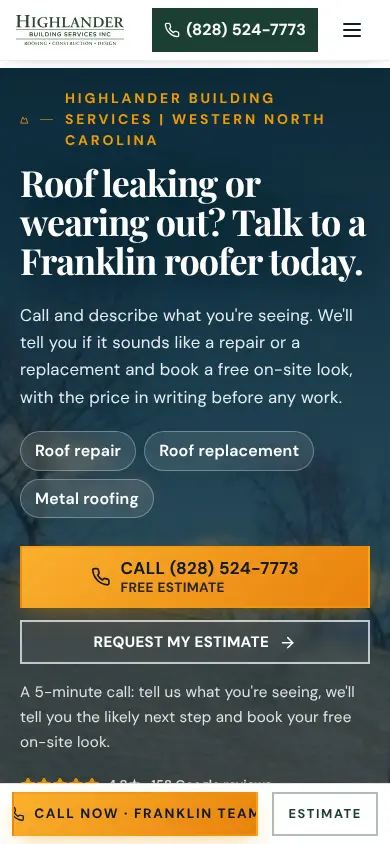 HIGHLANDER
BUILDING SERVICES INC
ROOFING • CONSTRUCTION • DESIGN
(828) 524-7773
HIGHLANDER BUILDING
SERVICES | WESTERN NORTH
CAROLINA
Roof leaking or
wearing out? Talk to a
Franklin roofer today.
Call and describe what you're seeing. We'll
tell you if it sounds like a repair or a
replacement and book a free on-site look,
with the price in writing before any work.
Roof repair
Roof replacement
Metal roofing
CALL (828) 524-7773
FREE ESTIMATE
REQUEST MY ESTIMATE →
A 5-minute call: tell us what you're seeing, we'll
tell you the likely next step and book your free
on-site look.
CALL NOW · FRANKLIN TEAM
ESTIMATE